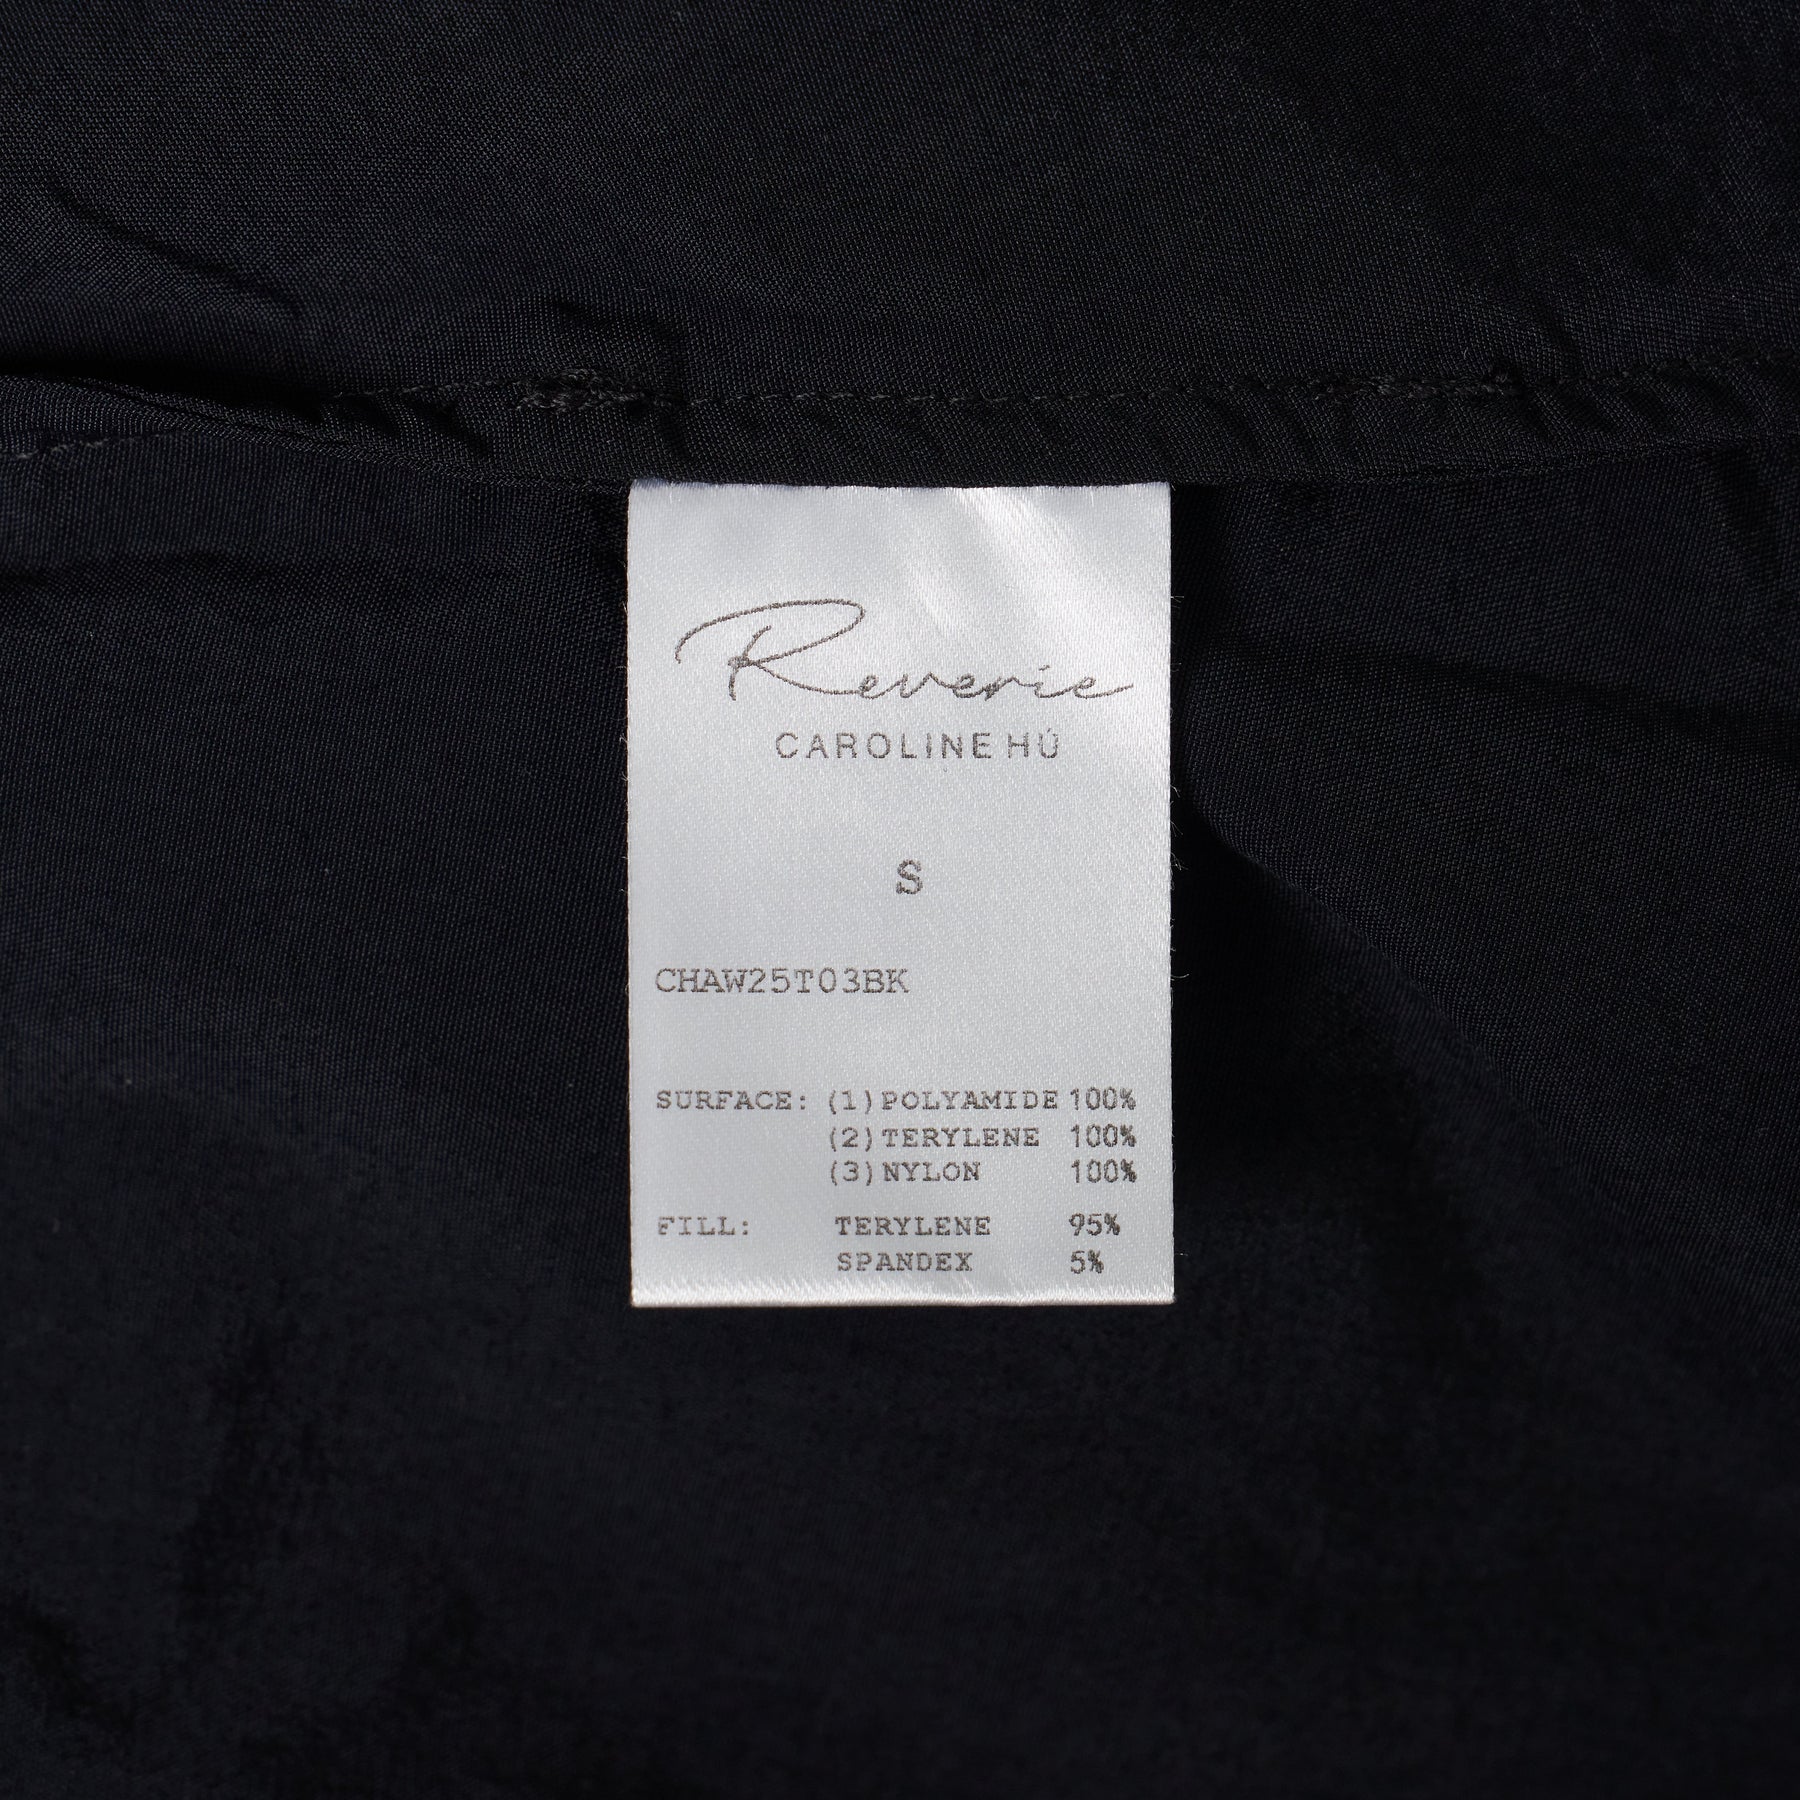 Reverie
CAROLINE HÚ
S
CHAW25T03BK
SURFACE: (1) POLYAMIDE 100%
(2) TERYLENE 100%
(3) NYLON 100%
FILL: TERYLENE 95%
SPANDEX 5%